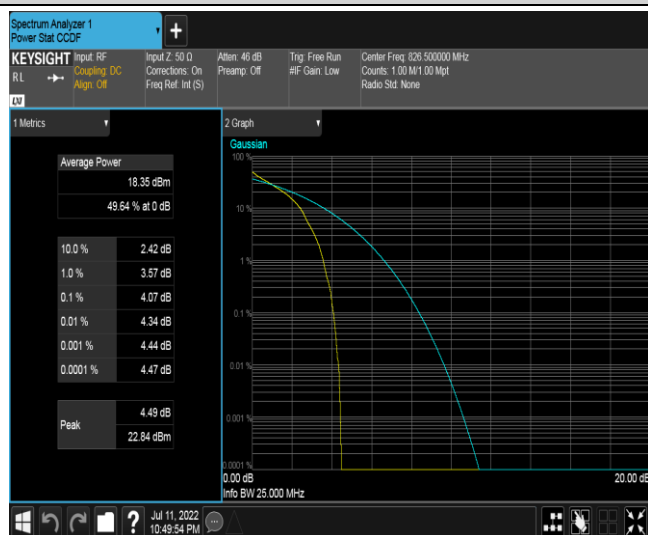 Spectrum Analyzer 1
Power Stat CCDF
+
KEYSIGHT
RL
LXI
Input: RF
Coupling: DC
Align: Off
Input Z: 50 Ω
Corrections: On
Freq Ref: Int (S)
Atten: 46 dB
Preamp: Off
Trig: Free Run
#IF Gain: Low
Center Freq: 826.500000 MHz
Counts: 1.00 M/1.00 Mpt
Radio Std: None
1 Metrics
Average Power
18.35 dBm
49.64 % at 0 dB
10.0 % 2.42 dB
1.0 % 3.57 dB
0.1 % 4.07 dB
0.01 % 4.34 dB
0.001 % 4.44 dB
0.0001 % 4.47 dB
Peak
4.49 dB
22.84 dBm
2 Graph
Gaussian
100 %
10 %
1 %
0.1 %
0.01 %
0.001 %
0.0001 %
0.00 dB 20.00 dB
Info BW 25.000 MHz
?
Jul 11, 2022
10:49:54 PM